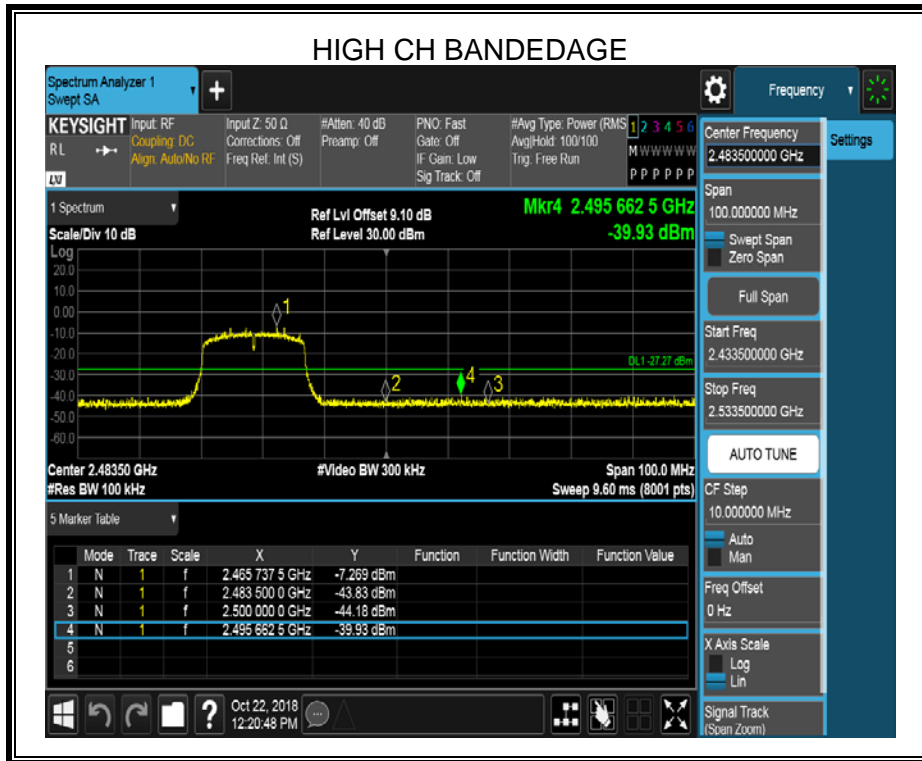 HIGH CH BANDEDAGE
Spectrum Analyzer 1
Swept SA
+
Frequency
KEYSIGHT
RL
LXI
Input: RF
Coupling: DC
Align: Auto/No RF
Input Z: 50 Ω
Corrections: Off
Freq Ref: Int (S)
#Atten: 40 dB
Preamp: Off
PNO: Fast
Gate: Off
IF Gain: Low
Sig Track: Off
#Avg Type: Power (RMS
Avg|Hold: 100/100
Trig: Free Run
1 2 3 4 5 6
M W W W W W
P P P P P P
1 Spectrum
Scale/Div 10 dB
Ref Lvl Offset 9.10 dB
Ref Level 30.00 dBm
Mkr4 2.495 662 5 GHz
-39.93 dBm
Log
20.0
10.0
0.00
-10.0
-20.0
-30.0
-40.0
-50.0
-60.0
1
2
4
3
DL1 -27.27 dBm
Center 2.48350 GHz
#Video BW 300 kHz
Span 100.0 MHz
#Res BW 100 kHz
Sweep 9.60 ms (8001 pts)
5 Marker Table
Mode Trace Scale X Y Function Function Width Function Value
1 N 1 f 2.465 737 5 GHz -7.269 dBm
2 N 1 f 2.483 500 0 GHz -43.83 dBm
3 N 1 f 2.500 000 0 GHz -44.18 dBm
4 N 1 f 2.495 662 5 GHz -39.93 dBm
5
6
?
Oct 22, 2018
12:20:48 PM
Center Frequency
2.483500000 GHz
Settings
Span
100.000000 MHz
Swept Span
Zero Span
Full Span
Start Freq
2.433500000 GHz
Stop Freq
2.533500000 GHz
AUTO TUNE
CF Step
10.000000 MHz
Auto
Man
Freq Offset
0 Hz
X Axis Scale
Log
Lin
Signal Track
(Span Zoom)